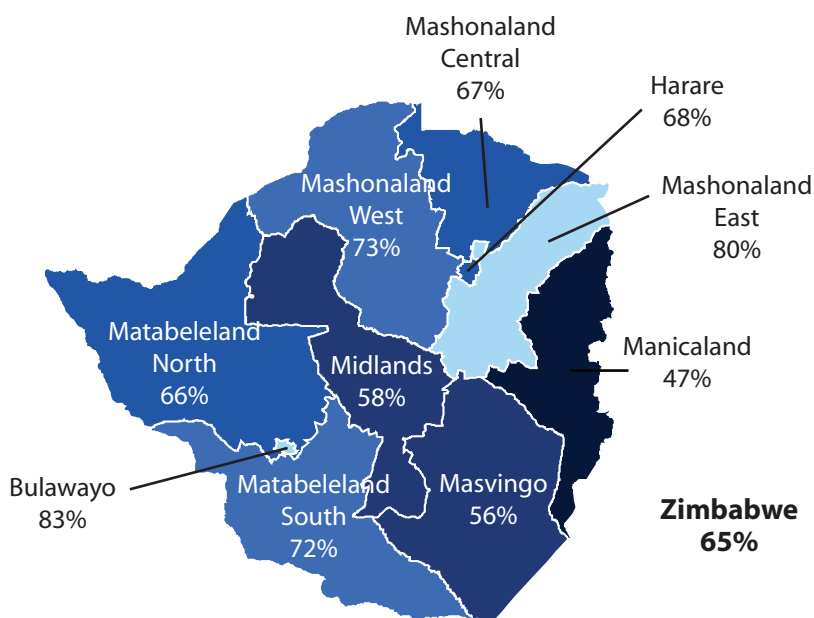 Mashonaland
Central
67%
Harare
68%
Mashonaland
West
73%
Mashonaland
East
80%
Matabeleland
North
66%
Midlands
58%
Manicaland
47%
Bulawayo
83%
Matabeleland
South
72%
Masvingo
56%
Zimbabwe
65%